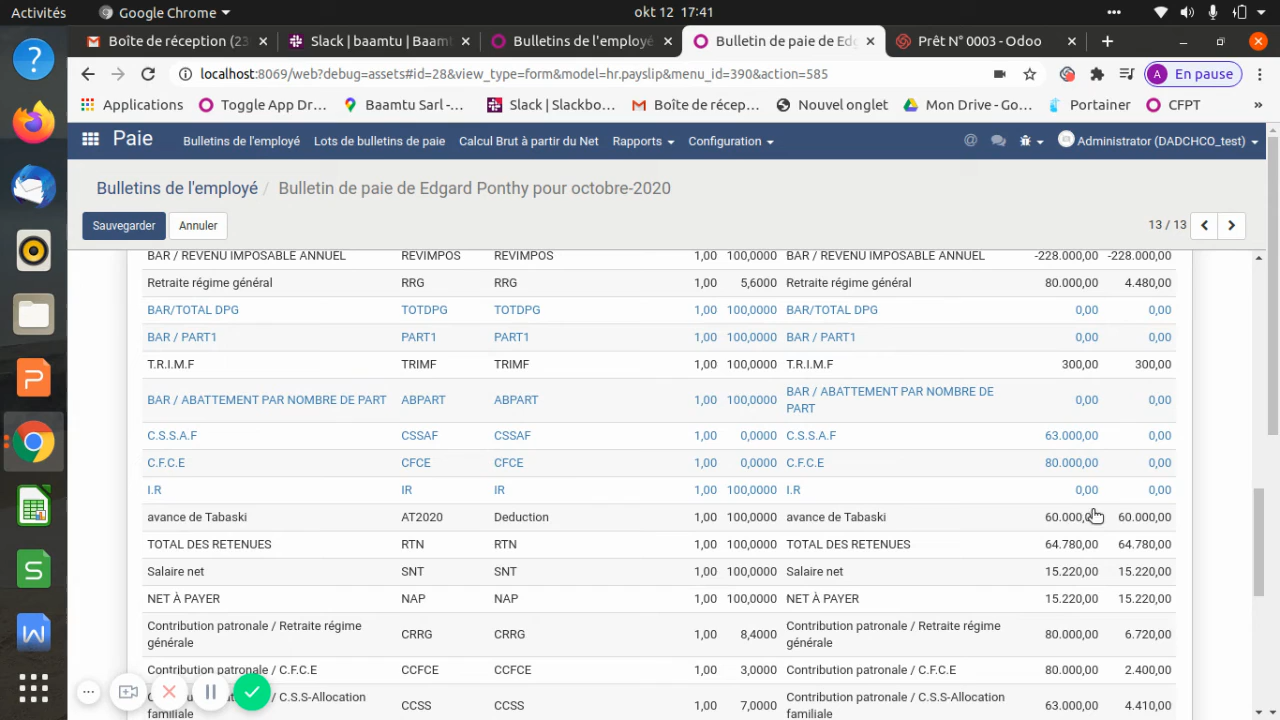 Activités Google Chrome okt 12 17:41
Boîte de réception (23 Slack | baamtu | Baamt Bulletins de l'employé Bulletin de paie de Ed Prêt N° 0003 - Odoo
localhost:8069/web?debug=assets#id=28&view_type=form&model=hr.payslip&menu_id=390&action=585 A En pause
Applications Toggle App Dr... Baamtu Sarl -... Slack | Slackbo... Boîte de récep... Nouvel onglet Mon Drive - Go... Portainer CFPT »
Paie Bulletins de l'employé Lots de bulletins de paie Calcul Brut à partir du Net Rapports Configuration @ Administrator (DADCHCO_test)
Bulletins de l'employé / Bulletin de paie de Edgard Ponthy pour octobre-2020
Sauvegarder Annuler 13 / 13
BAR / REVENU IMPOSABLE ANNUEL REVIMPOS REVIMPOS 1,00 100,0000 BAR / REVENU IMPOSABLE ANNUEL -228.000,00 -228.000,00
Retraite régime général RRG RRG 1,00 5,6000 Retraite régime général 80.000,00 4.480,00
BAR/TOTAL DPG TOTDPG TOTDPG 1,00 100,0000 BAR/TOTAL DPG 0,00 0,00
BAR / PART1 PART1 PART1 1,00 100,0000 BAR / PART1 0,00 0,00
T.R.I.M.F TRIMF TRIMF 1,00 100,0000 T.R.I.M.F 300,00 300,00
BAR / ABATTEMENT PAR NOMBRE DE PART ABPART ABPART 1,00 100,0000 BAR / ABATTEMENT PAR NOMBRE DE 0,00 0,00
PART
C.S.S.A.F CSSAF CSSAF 1,00 0,0000 C.S.S.A.F 63.000,00 0,00
C.F.C.E CFCE CFCE 1,00 0,0000 C.F.C.E 80.000,00 0,00
I.R IR IR 1,00 100,0000 I.R 0,00 0,00
avance de Tabaski AT2020 Deduction 1,00 100,0000 avance de Tabaski 60.000,00 60.000,00
TOTAL DES RETENUES RTN RTN 1,00 100,0000 TOTAL DES RETENUES 64.780,00 64.780,00
Salaire net SNT SNT 1,00 100,0000 Salaire net 15.220,00 15.220,00
NET À PAYER NAP NAP 1,00 100,0000 NET À PAYER 15.220,00 15.220,00
Contribution patronale / Retraite régime CRRG CRRG 1,00 8,4000 Contribution patronale / Retraite régime 80.000,00 6.720,00
générale générale
Contribution patronale / C.F.C.E CCFCE CCFCE 1,00 3,0000 Contribution patronale / C.F.C.E 80.000,00 2.400,00
/ C.S.S-Allocation CCSS CCSS 1,00 7,0000 Contribution patronale / C.S.S-Allocation 63.000,00 4.410,00
familiale familiale